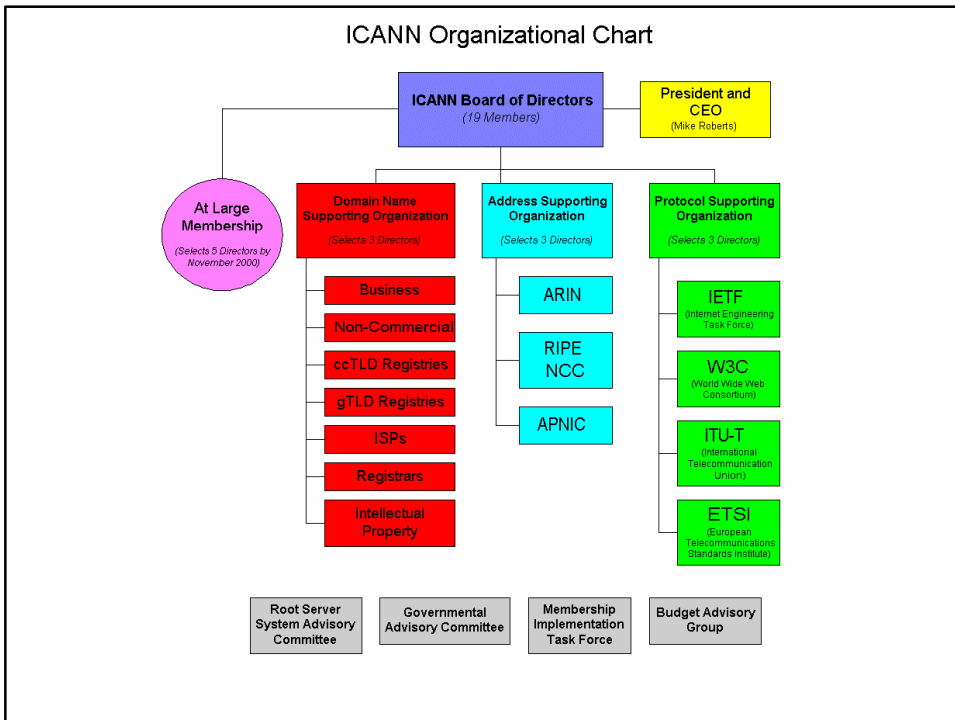 ICANN Organizational Chart
ICANN Board of Directors
(19 Members)
President and
CEO
(Mike Roberts)
At Large
Membership
(Selects 5 Directors by
November 2000)
Domain Name
Supporting Organization
(Selects 3 Directors)
Business
Non-Commercial
ccTLD Registries
gTLD Registries
ISPs
Registrars
Intellectual
Property
Address Supporting
Organization
(Selects 3 Directors)
ARIN
RIPE
NCC
APNIC
Protocol Supporting
Organization
(Selects 3 Directors)
IETF
(Internet Engineering
Task Force)
W3C
(World Wide Web
Consortium)
ITU-T
(International
Telecommunication
Union)
ETSI
(European
Telecommunications
Standards Institute)
Root Server
System Advisory
Committee
Governmental
Advisory Committee
Membership
Implementation
Task Force
Budget Advisory
Group